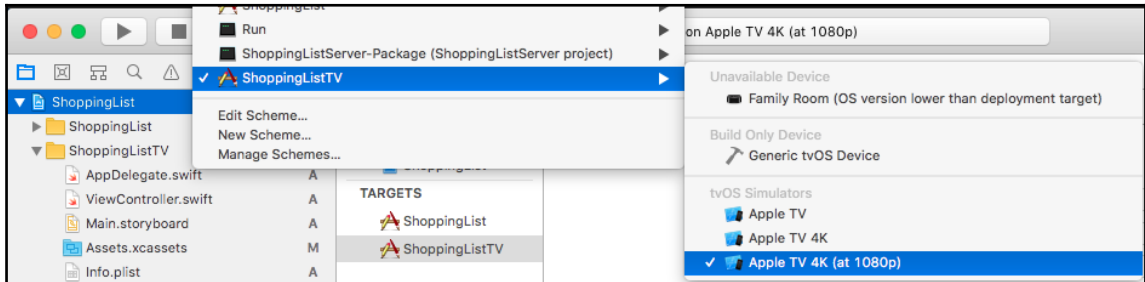 ShoppingList
Run
ShoppingListServer-Package (ShoppingListServer project)
ShoppingListTV
Edit Scheme...
New Scheme...
Manage Schemes...
on Apple TV 4K (at 1080p)
Unavailable Device
Family Room (OS version lower than deployment target)
Build Only Device
Generic tvOS Device
tvOS Simulators
Apple TV
Apple TV 4K
Apple TV 4K (at 1080p)
ShoppingList
ShoppingList
ShoppingListTV
AppDelegate.swift A
ViewController.swift A
Main.storyboard A
Assets.xcassets M
Info.plist A
ShoppingList
TARGETS
ShoppingList
ShoppingListTV